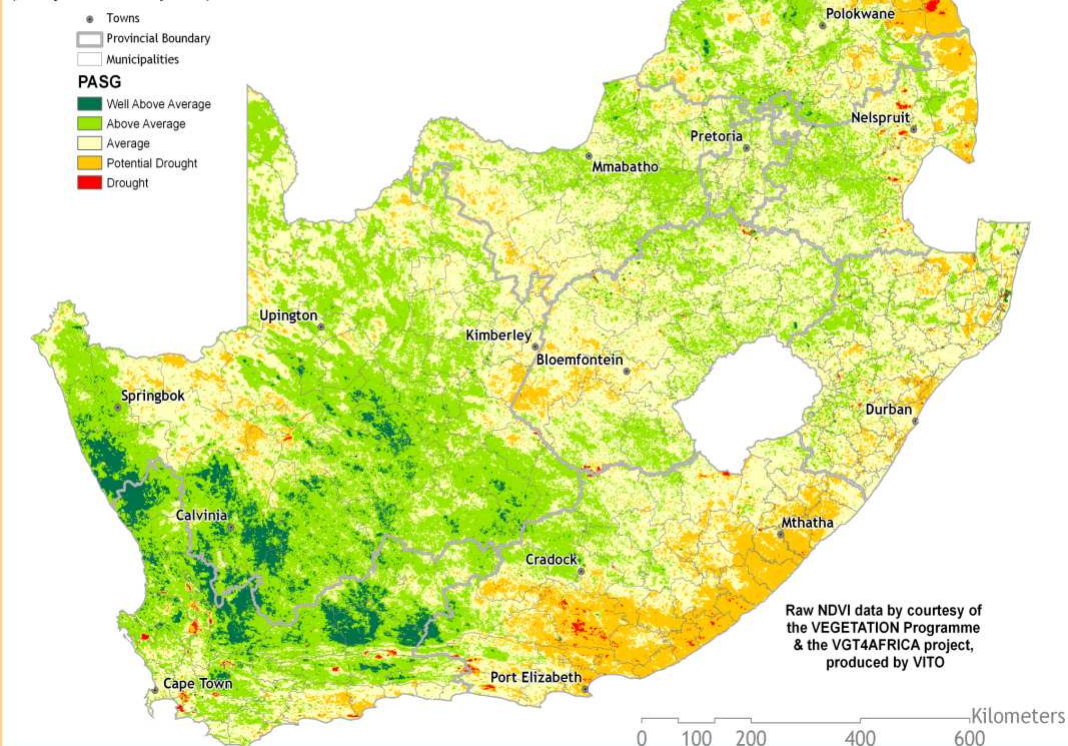 Towns
Provincial Boundary
Municipalities
PASG
Well Above Average
Above Average
Average
Potential Drought
Drought
Polokwane
Nelspruit
Pretoria
Mmabatho
Upington
Kimberley
Bloemfontein
Springbok
Durban
Calvinia
Mthatha
Cradock
Raw NDVI data by courtesy of
the VEGETATION Programme
& the VGT4AFRICA project,
produced by VITO
Port Elizabeth
Cape Town
Kilometers
0 100 200 400 600